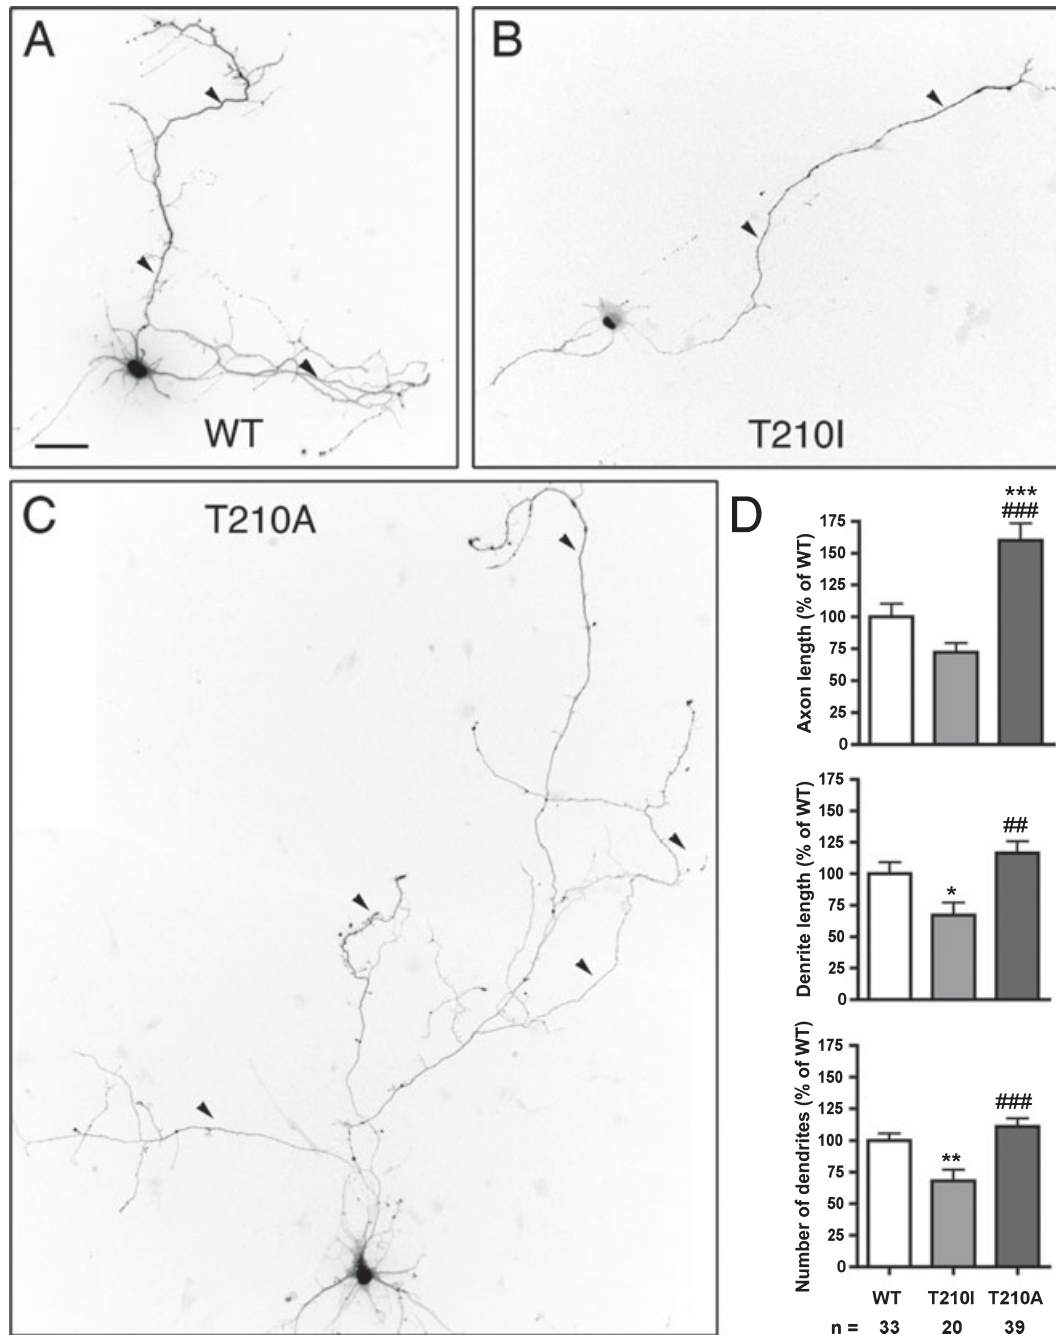 A
WT
B
T210I
C
T210A
D
***
###
Axon length (% of WT)
175
150
125
100
75
50
25
0
##
*
Denrite length (% of WT)
175
150
125
100
75
50
25
0
###
**
Number of dendrites (% of WT)
175
150
125
100
75
50
25
0
WT T210I T210A
n = 33 20 39